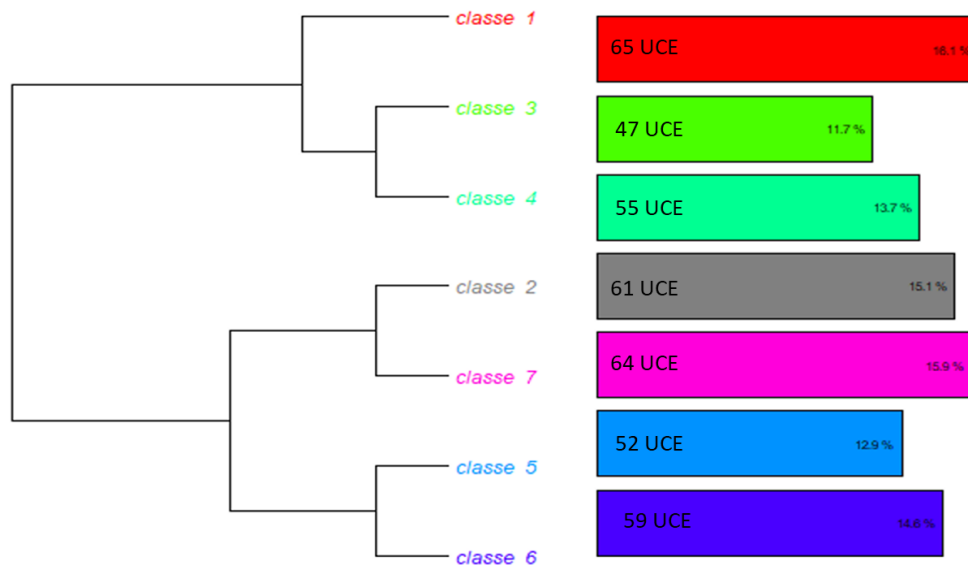 classe 1 65 UCE 16.1 %
classe 3 47 UCE 11.7 %
classe 4 55 UCE 13.7 %
classe 2 61 UCE 15.1 %
classe 7 64 UCE 15.9 %
classe 5 52 UCE 12.9 %
classe 6 59 UCE 14.6 %